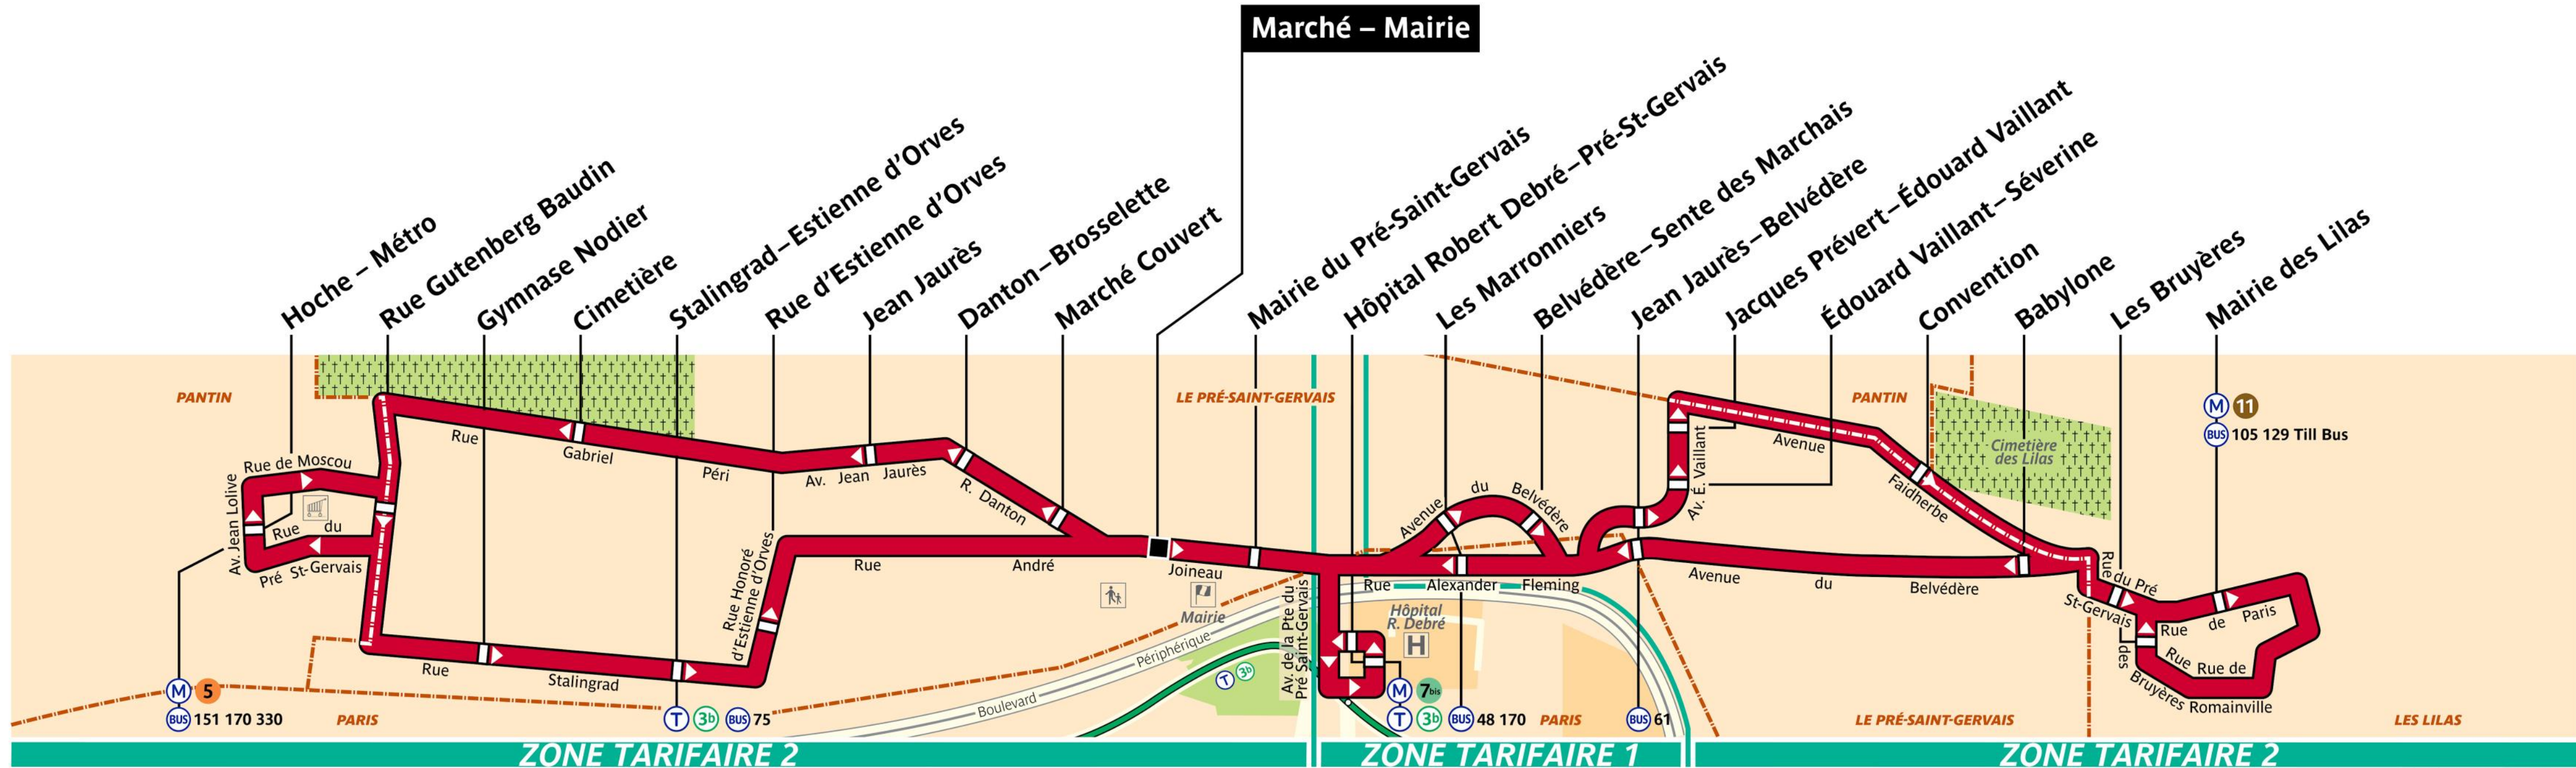 Marché – Mairie
Hoche – Métro
Rue Gutenberg Baudin
Gymnase Nodier
Cimetière
Stalingrad – Estienne d'Orves
Rue d'Estienne d'Orves
Jean Jaurès
Danton – Brosselette
Marché Couvert
Mairie du Pré-Saint-Gervais
Hôpital Robert Debré – Pré-St-Gervais
Les Marronniers
Belvédère – Sente des Marchais
Jean Jaurès – Belvédère
Jacques Prévert – Édouard Vaillant
Édouard Vaillant – Séverine
Convention
Babylone
Les Bruyères
Mairie des Lilas
PANTIN
LE PRÉ-SAINT-GERVAIS
PANTIN
M 11
BUS 105 129 Till Bus
Rue Gabriel Péri
Av. Jean Jaurès
R. Danton
Rue de Moscou
Av. Jean Lolive
Rue du
Pré St-Gervais
Rue Honoré
d'Estienne d'Orves
Rue André Joineau
Mairie
Rue Stalingrad
Boulevard Périphérique
T 3b
Av. de la Pte du
Pré Saint-Gervais
Avenue du Belvédère
Rue Alexander Fleming
Hôpital
R. Debré
H
Av. É. Vaillant
Avenue Faidherbe
Cimetière
des Lilas
Avenue du Belvédère
Rue du Pré
St-Gervais
Rue de Paris
Rue des
Bruyères
Rue de
Romainville
M 5
BUS 151 170 330
PARIS
T 3b BUS 75
M 7bis
T 3b BUS 48 170
PARIS
BUS 61
LE PRÉ-SAINT-GERVAIS
LES LILAS
ZONE TARIFAIRE 2
ZONE TARIFAIRE 1
ZONE TARIFAIRE 2